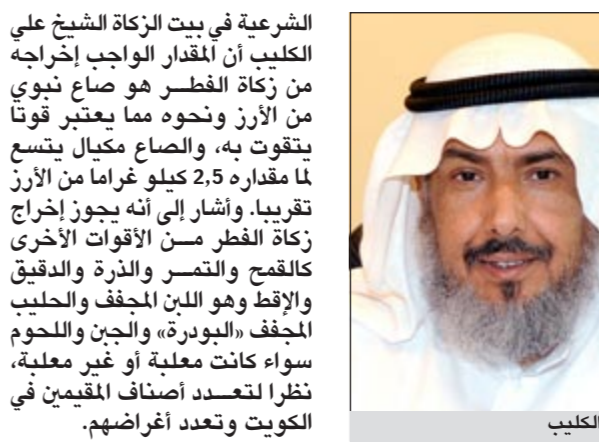 الشرعية في بيت الزكاة الشيخ علي
الكليب أن المقدار الواجب إخراجه
من زكاة الفطـر هو صاع نبوي
من الأرز ونحوه مما يعتبر قوتا
يتقوت به، والصاع مكيال يتسع
لما مقداره 2,5 كيلو غراما من الأرز
تقريبا. وأشار إلى أنه يجوز إخراج
زكاة الفطر مـن الأقوات الأخرى
كالقمح والتمـر والذرة والدقيق
والإقط وهو اللبن المجفف والحليب
المجفف «البودرة» والجبن واللحوم
سواء كانت معلبة أو غير معلبة،
نظرا لتعـدد أصناف المقيمين في
الكويت وتعدد أغراضهم.
الكليب